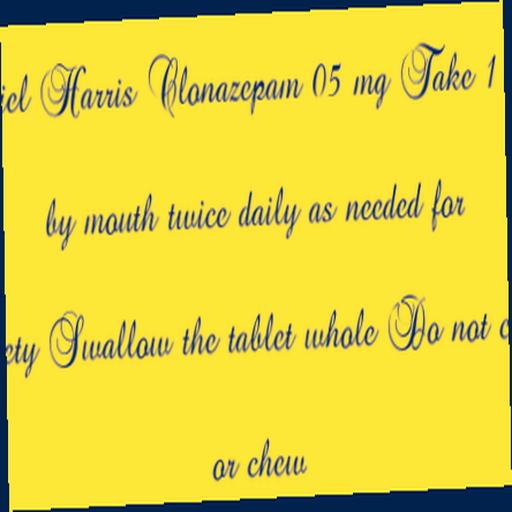 Harris Clonazepam 05 mg Take 1
by mouth twice daily as needed for
Swallow the tablet whole Do not
or chew